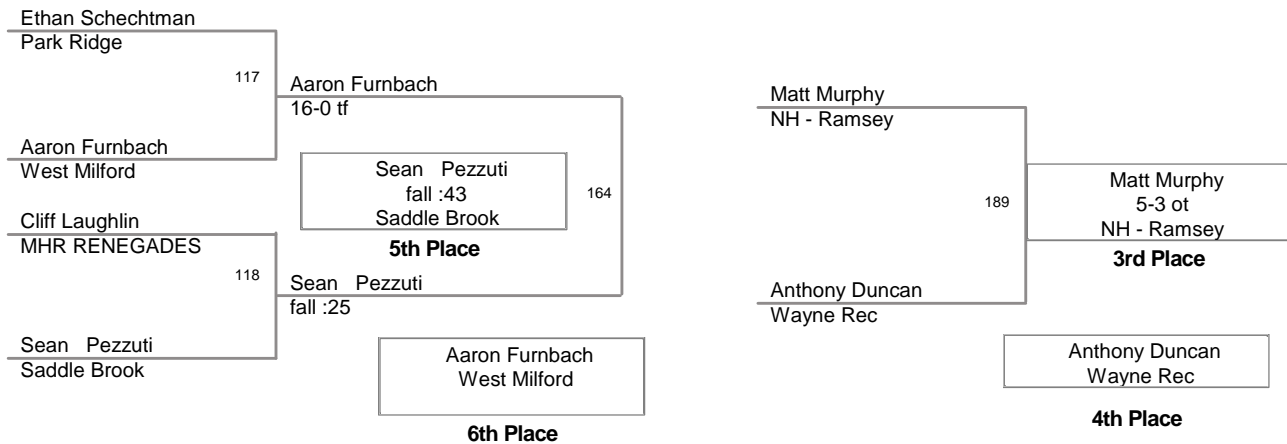 Ethan Schechtman
Park Ridge
117
Aaron Furnbach
16-0 tf
Aaron Furnbach
West Milford
Sean Pezzuti
fall :43
Saddle Brook
5th Place
164
Cliff Laughlin
MHR RENEGADES
118
Sean Pezzuti
fall :25
Sean Pezzuti
Saddle Brook
Aaron Furnbach
West Milford
6th Place
Matt Murphy
NH - Ramsey
189
Matt Murphy
5-3 ot
NH - Ramsey
3rd Place
Anthony Duncan
Wayne Rec
Anthony Duncan
Wayne Rec
4th Place